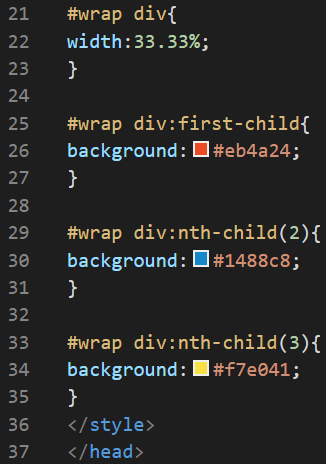 21 #wrap div{
22 width:33.33%;
23 }
24
25 #wrap div:first-child{
26 background: #eb4a24;
27 }
28
29 #wrap div:nth-child(2){
30 background: #1488c8;
31 }
32
33 #wrap div:nth-child(3){
34 background: #f7e041;
35 }
36 </style>
37 </head>